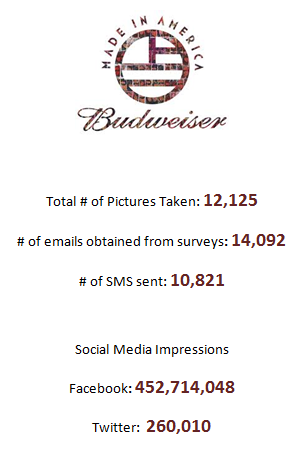 MADE IN AMERICA
Budweiser
Total # of Pictures Taken: 12,125
# of emails obtained from surveys: 14,092
# of SMS sent: 10,821
Social Media Impressions
Facebook: 452,714,048
Twitter: 260,010